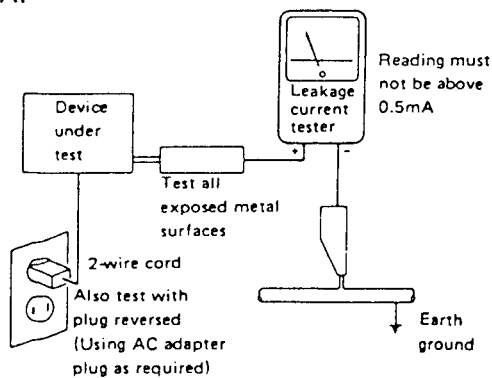 Device
under
test
Leakage
current
tester
+ -
Reading must
not be above
0.5mA
Test all
exposed metal
surfaces
2-wire cord
Also test with
plug reversed
(Using AC adapter
plug as required)
Earth
ground